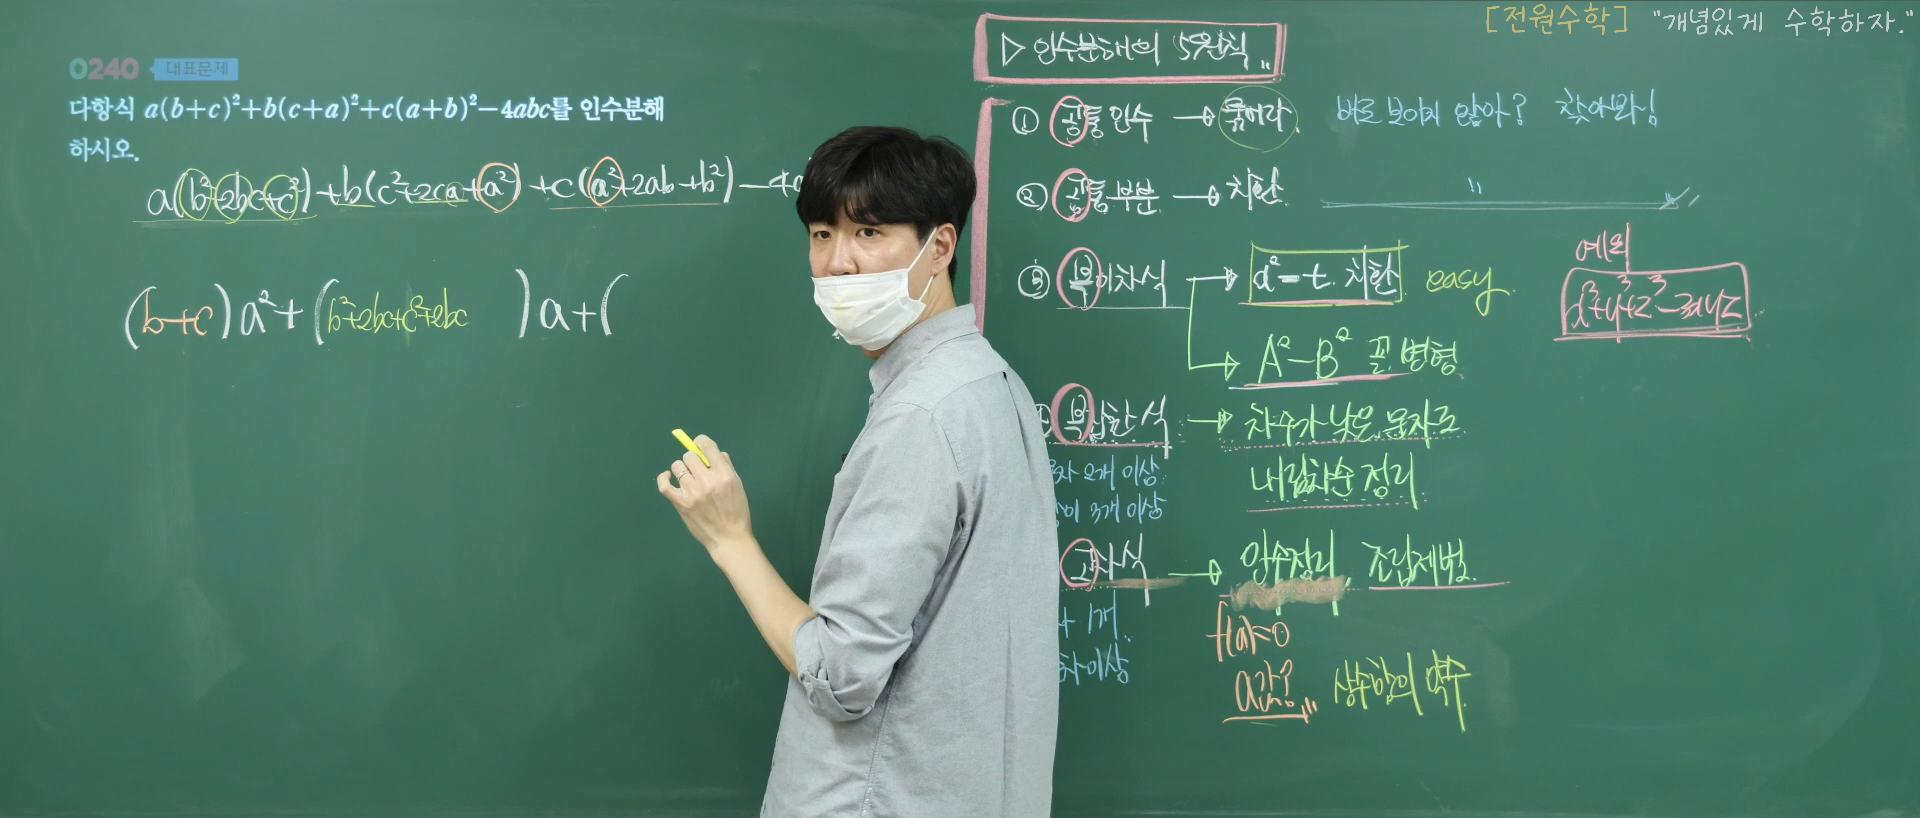 [전원수학] "개념있게 수학하자."
0240 대표문제
다항식 a(b+c)²+b(c+a)²+c(a+b)²−4abc를 인수분해
하시오.
a(b²+2bc+c²)+b(c²+2ca+a²)+c(a²+2ab+b²)−4a
(b+c)a²+(b²+2bc+c²+2bc )a+(
▷ 인수분해의 5원칙
① 공통인수 → 묶어라. 바로 보이지 않아? 찾아봐!
② 공통부분 → 치환 〃
③ 복이차식 → x²=t. 치환 easy.
→ A²−B² 꼴. 변형
예외
x³+y³+z³−3xyz
복잡한 식 → 차수가 낮은 문자로
내림차순 정리
2개 이상
3개 이상
고차식 → 인수정리, 조립제법.
1개
차이상
f(a)=0
a값? 상수항의 약수